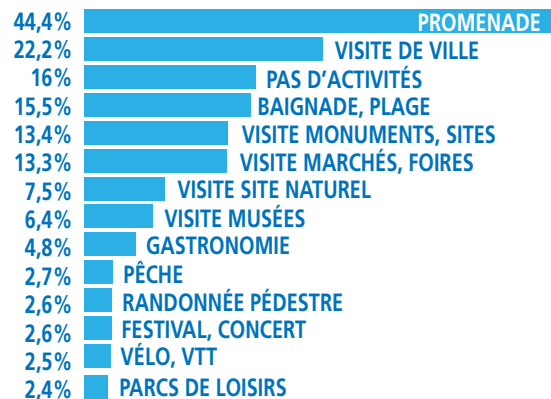 44,4% PROMENADE
22,2% VISITE DE VILLE
16% PAS D'ACTIVITÉS
15,5% BAIGNADE, PLAGE
13,4% VISITE MONUMENTS, SITES
13,3% VISITE MARCHÉS, FOIRES
7,5% VISITE SITE NATUREL
6,4% VISITE MUSÉES
4,8% GASTRONOMIE
2,7% PÊCHE
2,6% RANDONNÉE PÉDESTRE
2,6% FESTIVAL, CONCERT
2,5% VÉLO, VTT
2,4% PARCS DE LOISIRS